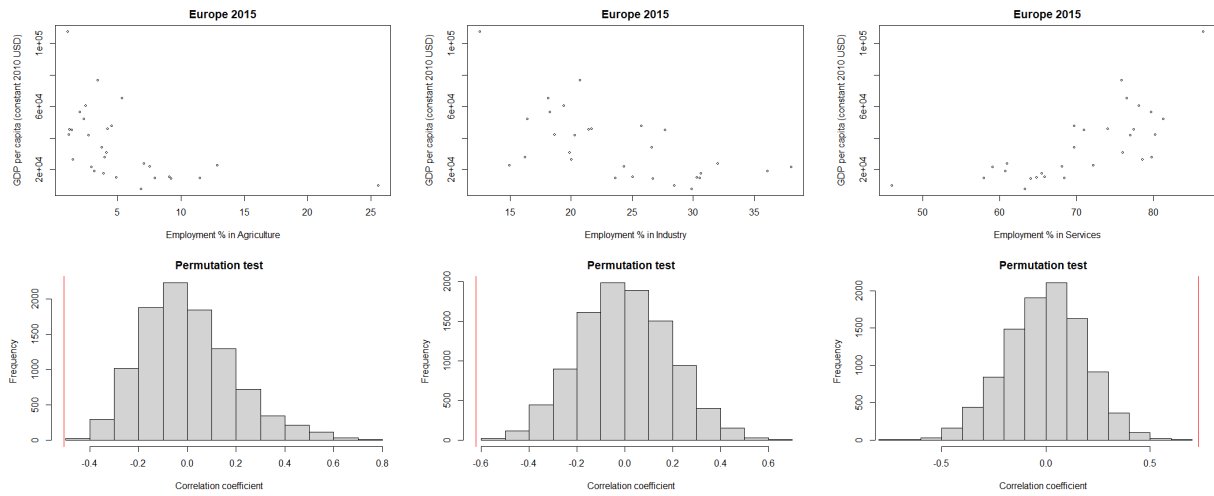 Europe 2015
GDP per capita (constant 2010 USD)
1e+05
6e+04
2e+04
5 10 15 20 25
Employment % in Agriculture
Europe 2015
GDP per capita (constant 2010 USD)
1e+05
6e+04
2e+04
15 20 25 30 35
Employment % in Industry
Europe 2015
GDP per capita (constant 2010 USD)
1e+05
6e+04
2e+04
50 60 70 80
Employment % in Services
Permutation test
Frequency
2000
1500
1000
500
0
-0.4 -0.2 0.0 0.2 0.4 0.6 0.8
Correlation coefficient
Permutation test
Frequency
2000
1500
1000
500
0
-0.6 -0.4 -0.2 0.0 0.2 0.4 0.6
Correlation coefficient
Permutation test
Frequency
2000
1500
1000
500
0
-0.5 0.0 0.5
Correlation coefficient